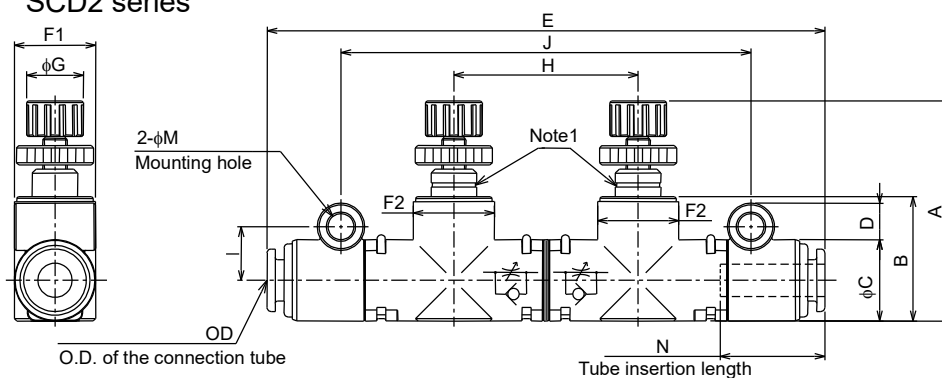 SCD2 series
E
F1
J
φG
H
2-φM
Mounting hole
Note1
F2
F2
A
D
B
I
φC
OD
O.D. of the connection tube
N
Tube insertion length